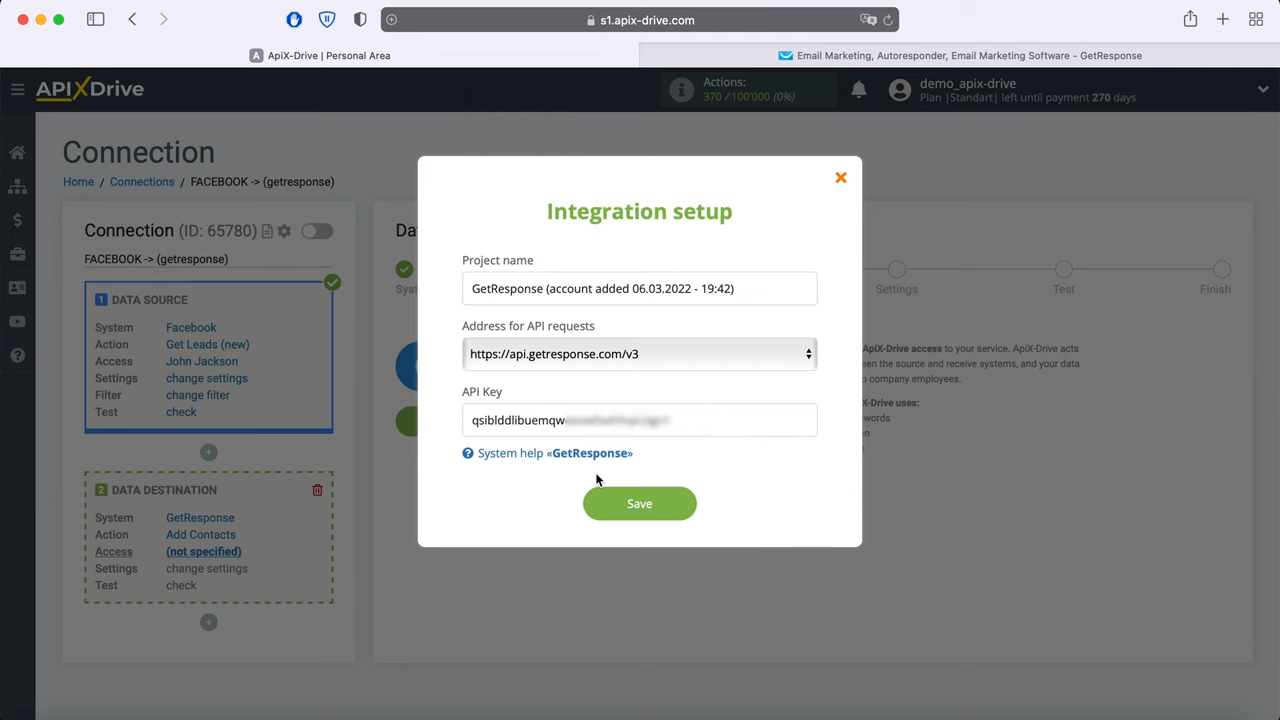 s1.apix-drive.com
A ApiX-Drive | Personal Area
Email Marketing, Autoresponder, Email Marketing Software - GetResponse
APIXDrive
Actions:
370 / 100'000 (0%)
demo_apix-drive
Plan |Standart| left until payment 270 days
Connection
Home / Connections / FACEBOOK -> (getresponse)
Connection (ID: 65780)
FACEBOOK -> (getresponse)
1 DATA SOURCE
System Facebook
Action Get Leads (new)
Access John Jackson
Settings change settings
Filter change filter
Test check
2 DATA DESTINATION
System GetResponse
Action Add Contacts
Access (not specified)
Settings change settings
Test check
Integration setup
Project name
GetResponse (account added 06.03.2022 - 19:42)
Address for API requests
https://api.getresponse.com/v3
API Key
qsiblddlibuemqw
System help «GetResponse»
Save
Settings
Test
Finish
ApiX-Drive access to your service. ApiX-Drive acts
een the source and receive systems, and your data
o company employees.
X-Drive uses:
words